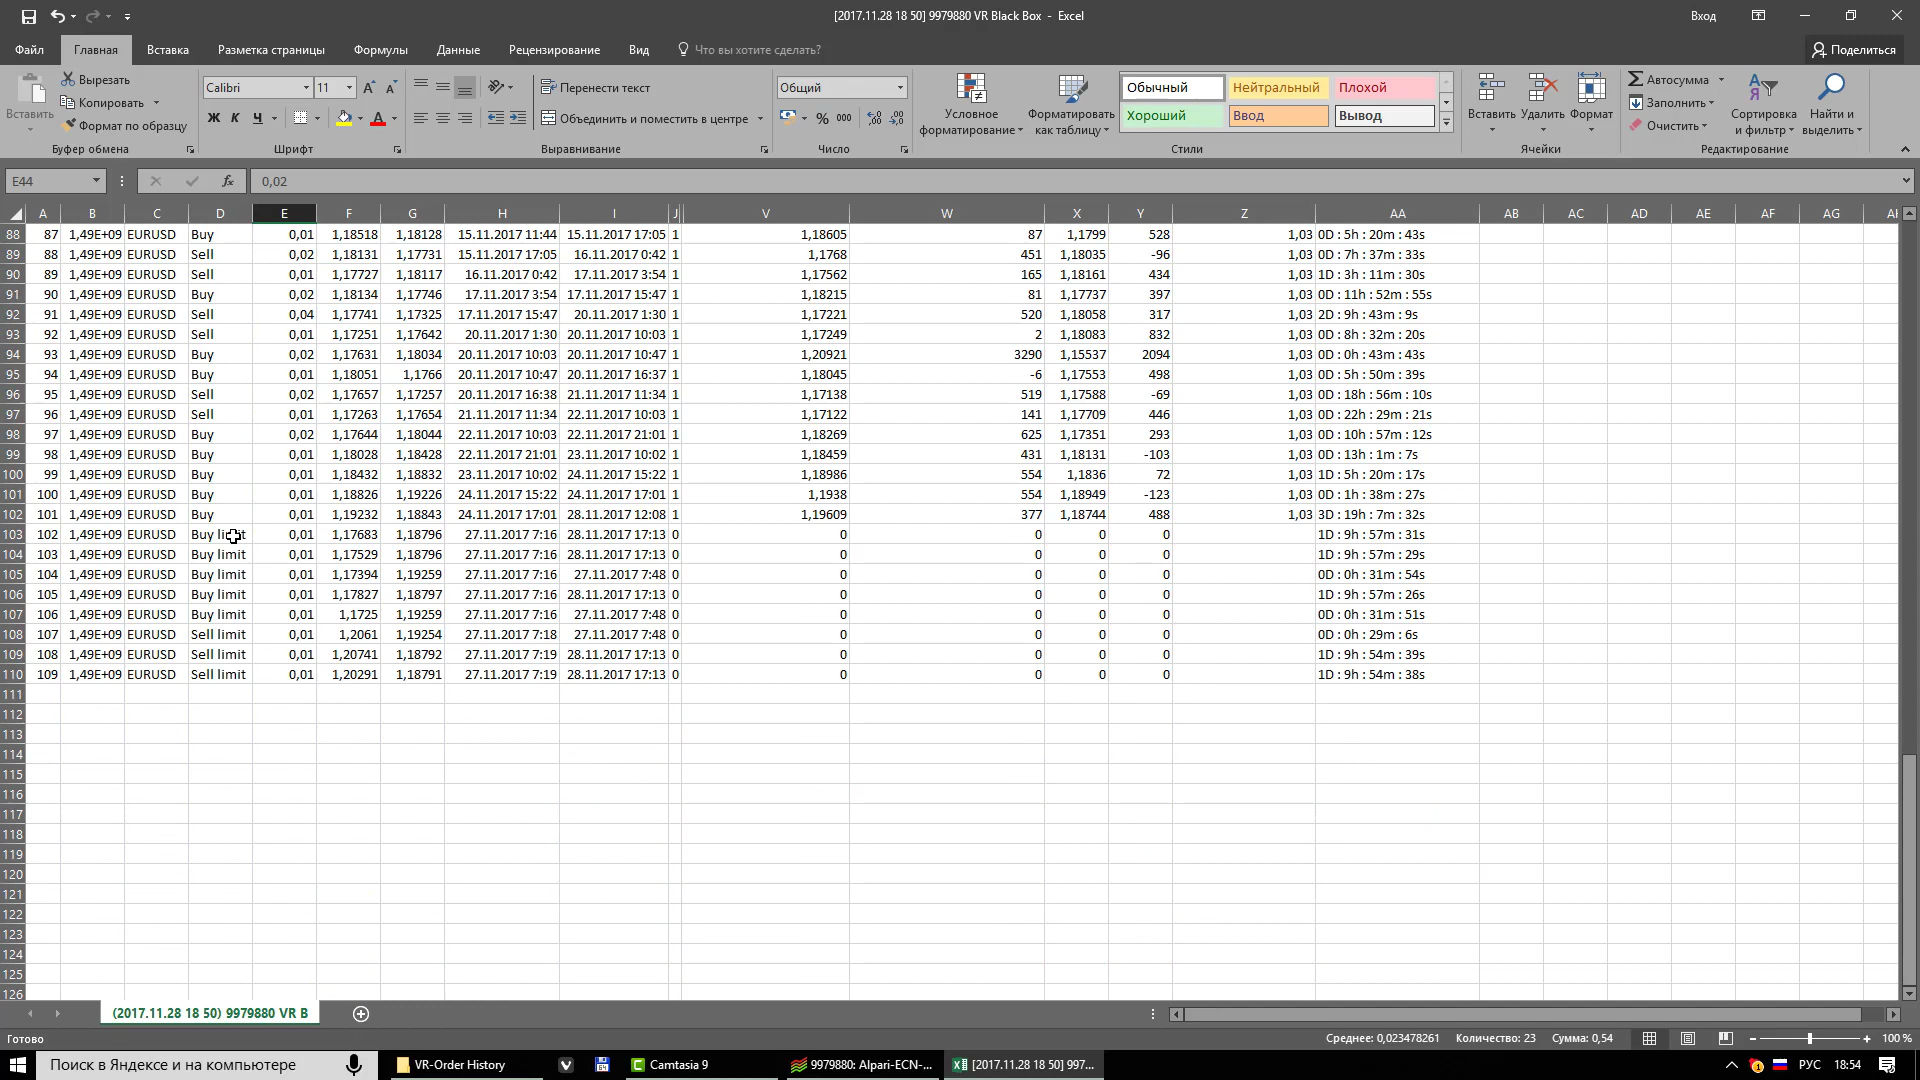 [2017.11.28 18 50] 9979880 VR Black Box - Excel
Вход
Файл Главная Вставка Разметка страницы Формулы Данные Рецензирование Вид Что вы хотите сделать? Поделиться
Вставить Вырезать Копировать Формат по образцу
Буфер обмена
Calibri 11
Ж К Ч
Шрифт
Перенести текст
Объединить и поместить в центре
Выравнивание
Общий
% 000
Число
Условное форматирование Форматировать как таблицу
Обычный Нейтральный Плохой
Хороший Ввод Вывод
Стили
Вставить Удалить Формат
Ячейки
Автосумма
Заполнить
Очистить
Сортировка и фильтр Найти и выделить
Редактирование
E44 fx 0,02
A B C D E F G H I J V W X Y Z AA AB AC AD AE AF AG AH
88 87 1,49E+09 EURUSD Buy 0,01 1,18518 1,18128 15.11.2017 11:44 15.11.2017 17:05 1 1,18605 87 1,1799 528 1,03 0D : 5h : 20m : 43s
89 88 1,49E+09 EURUSD Sell 0,02 1,18131 1,17731 15.11.2017 17:05 16.11.2017 0:42 1 1,1768 451 1,18035 -96 1,03 0D : 7h : 37m : 33s
90 89 1,49E+09 EURUSD Sell 0,01 1,17727 1,18117 16.11.2017 0:42 17.11.2017 3:54 1 1,17562 165 1,18161 434 1,03 1D : 3h : 11m : 30s
91 90 1,49E+09 EURUSD Buy 0,02 1,18134 1,17746 17.11.2017 3:54 17.11.2017 15:47 1 1,18215 81 1,17737 397 1,03 0D : 11h : 52m : 55s
92 91 1,49E+09 EURUSD Sell 0,04 1,17741 1,17325 17.11.2017 15:47 20.11.2017 1:30 1 1,17221 520 1,18058 317 1,03 2D : 9h : 43m : 9s
93 92 1,49E+09 EURUSD Sell 0,01 1,17251 1,17642 20.11.2017 1:30 20.11.2017 10:03 1 1,17249 2 1,18083 832 1,03 0D : 8h : 32m : 20s
94 93 1,49E+09 EURUSD Buy 0,02 1,17631 1,18034 20.11.2017 10:03 20.11.2017 10:47 1 1,20921 3290 1,15537 2094 1,03 0D : 0h : 43m : 43s
95 94 1,49E+09 EURUSD Buy 0,01 1,18051 1,1766 20.11.2017 10:47 20.11.2017 16:37 1 1,18045 -6 1,17553 498 1,03 0D : 5h : 50m : 39s
96 95 1,49E+09 EURUSD Sell 0,02 1,17657 1,17257 20.11.2017 16:38 21.11.2017 11:34 1 1,17138 519 1,17588 -69 1,03 0D : 18h : 56m : 10s
97 96 1,49E+09 EURUSD Sell 0,01 1,17263 1,17654 21.11.2017 11:34 22.11.2017 10:03 1 1,17122 141 1,17709 446 1,03 0D : 22h : 29m : 21s
98 97 1,49E+09 EURUSD Buy 0,02 1,17644 1,18044 22.11.2017 10:03 22.11.2017 21:01 1 1,18269 625 1,17351 293 1,03 0D : 10h : 57m : 12s
99 98 1,49E+09 EURUSD Buy 0,01 1,18028 1,18428 22.11.2017 21:01 23.11.2017 10:02 1 1,18459 431 1,18131 -103 1,03 0D : 13h : 1m : 7s
100 99 1,49E+09 EURUSD Buy 0,01 1,18432 1,18832 23.11.2017 10:02 24.11.2017 15:22 1 1,18986 554 1,1836 72 1,03 1D : 5h : 20m : 17s
101 100 1,49E+09 EURUSD Buy 0,01 1,18826 1,19226 24.11.2017 15:22 24.11.2017 17:01 1 1,1938 554 1,18949 -123 1,03 0D : 1h : 38m : 27s
102 101 1,49E+09 EURUSD Buy 0,01 1,19232 1,18843 24.11.2017 17:01 28.11.2017 12:08 1 1,19609 377 1,18744 488 1,03 3D : 19h : 7m : 32s
103 102 1,49E+09 EURUSD Buy limit 0,01 1,17683 1,18796 27.11.2017 7:16 28.11.2017 17:13 0 0 0 0 0 1D : 9h : 57m : 31s
104 103 1,49E+09 EURUSD Buy limit 0,01 1,17529 1,18796 27.11.2017 7:16 28.11.2017 17:13 0 0 0 0 0 1D : 9h : 57m : 29s
105 104 1,49E+09 EURUSD Buy limit 0,01 1,17394 1,19259 27.11.2017 7:16 27.11.2017 7:48 0 0 0 0 0 0D : 0h : 31m : 54s
106 105 1,49E+09 EURUSD Buy limit 0,01 1,17827 1,18797 27.11.2017 7:16 28.11.2017 17:13 0 0 0 0 0 1D : 9h : 57m : 26s
107 106 1,49E+09 EURUSD Buy limit 0,01 1,1725 1,19259 27.11.2017 7:16 27.11.2017 7:48 0 0 0 0 0 0D : 0h : 31m : 51s
108 107 1,49E+09 EURUSD Sell limit 0,01 1,2061 1,19254 27.11.2017 7:18 27.11.2017 7:48 0 0 0 0 0 0D : 0h : 29m : 6s
109 108 1,49E+09 EURUSD Sell limit 0,01 1,20741 1,18792 27.11.2017 7:19 28.11.2017 17:13 0 0 0 0 0 1D : 9h : 54m : 39s
110 109 1,49E+09 EURUSD Sell limit 0,01 1,20291 1,18791 27.11.2017 7:19 28.11.2017 17:13 0 0 0 0 0 1D : 9h : 54m : 38s
111
112
113
114
115
116
117
118
119
120
121
122
123
124
125
126
(2017.11.28 18 50) 9979880 VR B
Готово Среднее: 0,023478261 Количество: 23 Сумма: 0,54 100 %
Поиск в Яндексе и на компьютере VR-Order History Camtasia 9 9979880: Alpari-ECN-... [2017.11.28 18 50] 997... РУС 18:54